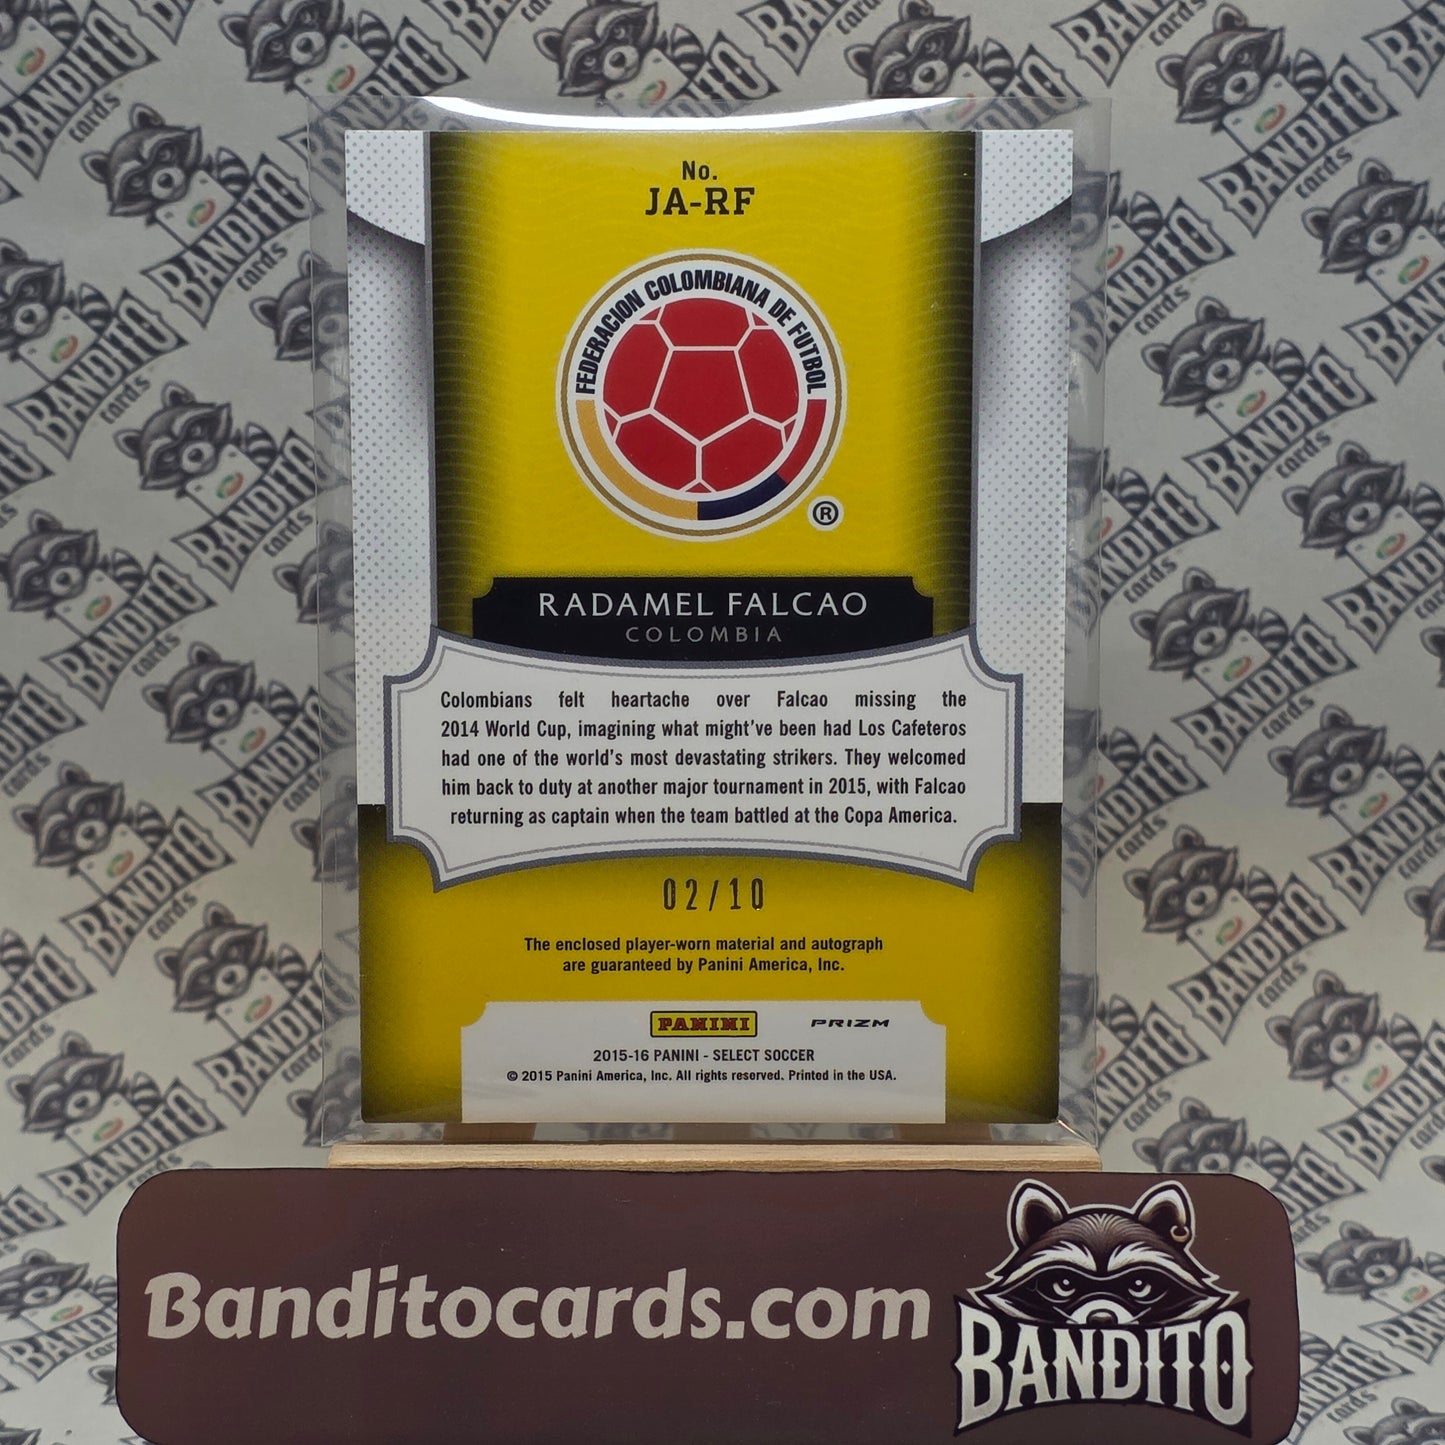 No.
JA-RF
FEDERACION COLOMBIANA DE FUTBOL
®
RADAMEL FALCAO
COLOMBIA
Colombians felt heartache over Falcao missing the
2014 World Cup, imagining what might've been had Los Cafeteros
had one of the world's most devastating strikers. They welcomed
him back to duty at another major tournament in 2015, with Falcao
returning as captain when the team battled at the Copa America.
02/10
The enclosed player-worn material and autograph
are guaranteed by Panini America, Inc.
PANINI PRIZM
2015-16 PANINI - SELECT SOCCER
© 2015 Panini America, Inc. All rights reserved. Printed in the USA.
Banditocards.com
BANDITO
BANDITO
cards